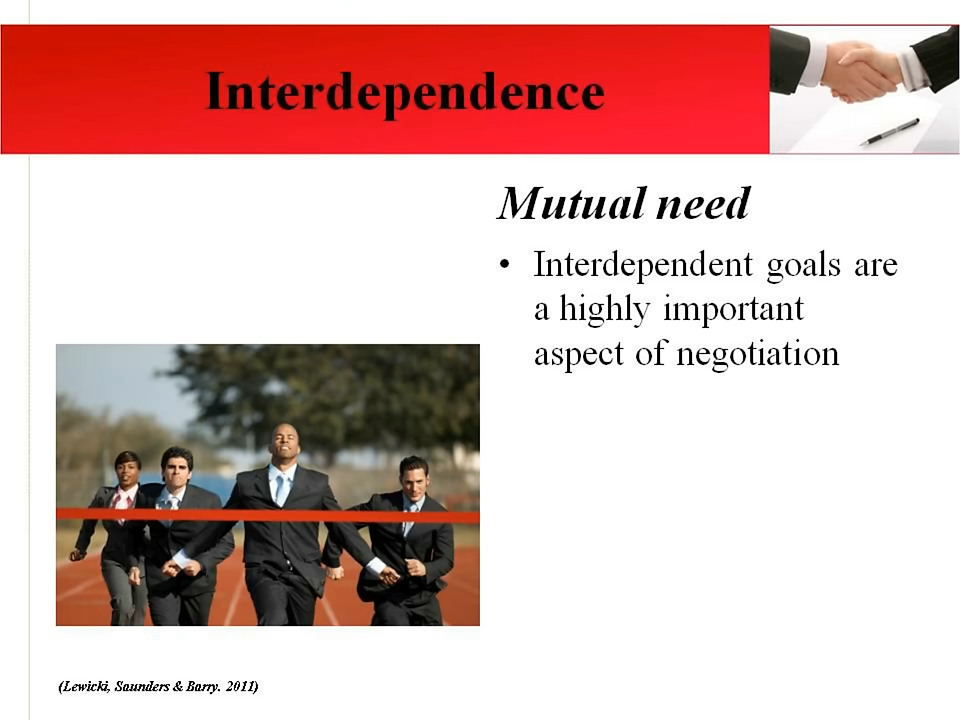 Interdependence
Mutual need
• Interdependent goals are
a highly important
aspect of negotiation
(Lewicki, Saunders & Barry. 2011)